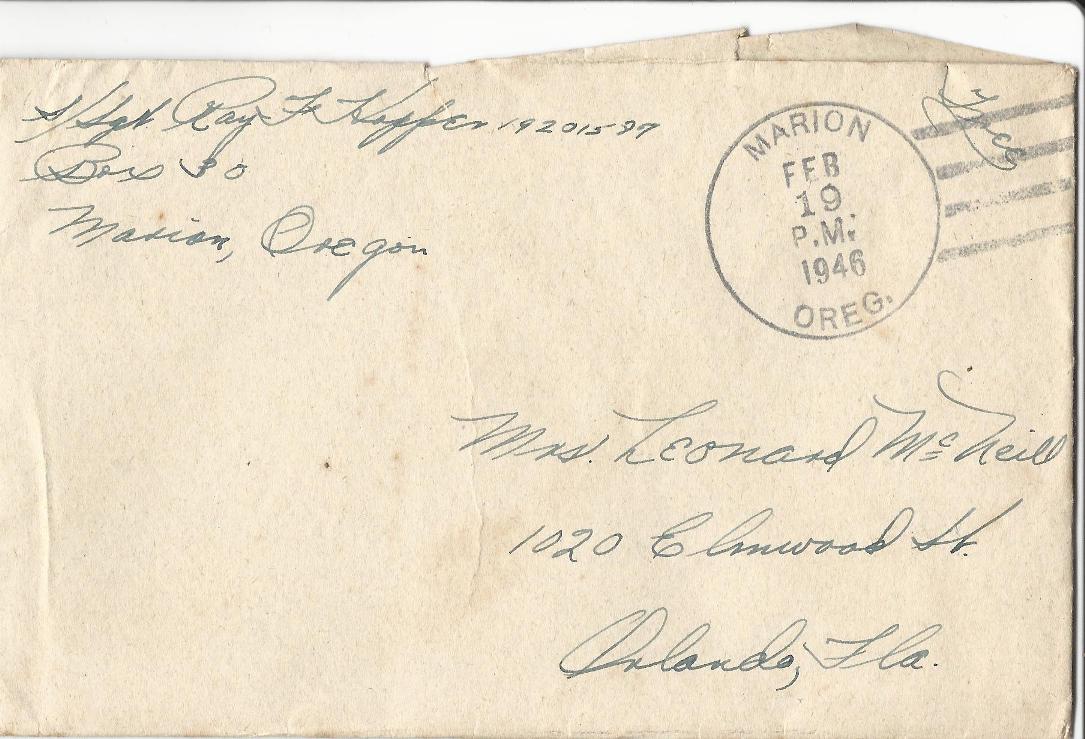 S/Sgt. Ray F. Hopper 19201597
Box 30
Marion, Oregon
Free
MARION
FEB
19
P.M.
1946
OREG.
Mrs. Leonard McNeill
1020 Elmwood St.
Orlando, Fla.